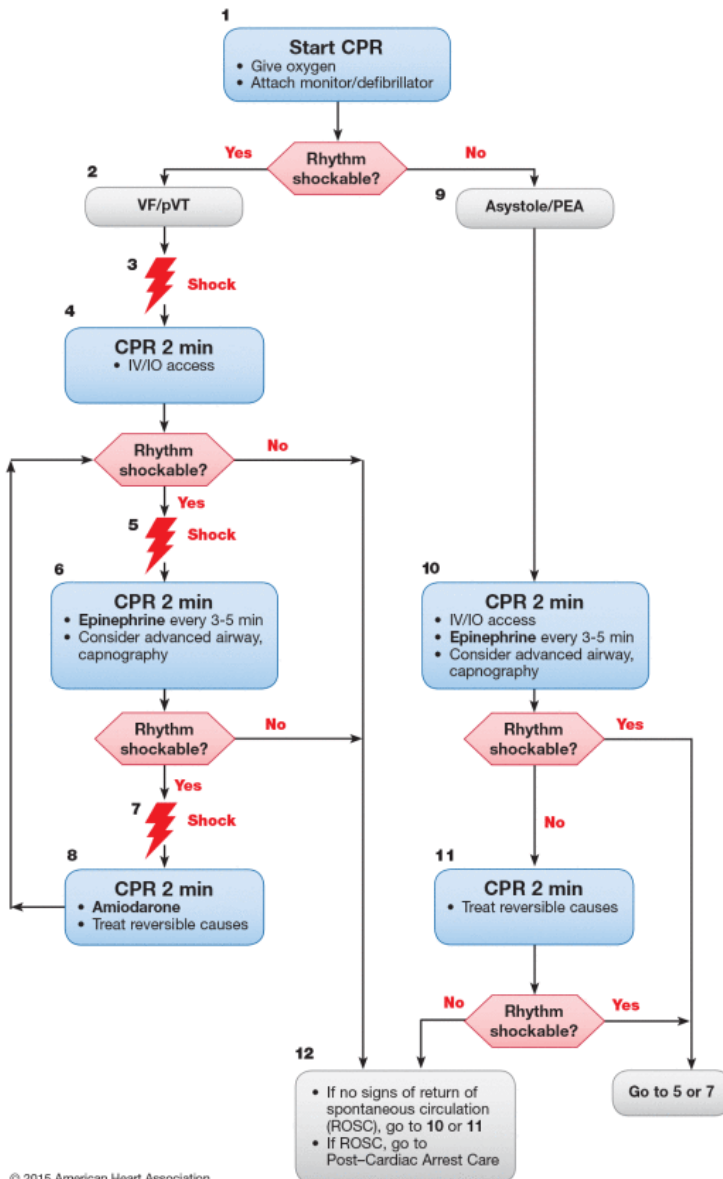 1
Start CPR
• Give oxygen
• Attach monitor/defibrillator
Rhythm
shockable?
Yes
No
2
VF/pVT
9
Asystole/PEA
3
Shock
4
CPR 2 min
• IV/IO access
Rhythm
shockable?
No
Yes
5
Shock
6
CPR 2 min
• Epinephrine every 3-5 min
• Consider advanced airway,
capnography
10
CPR 2 min
• IV/IO access
• Epinephrine every 3-5 min
• Consider advanced airway,
capnography
Rhythm
shockable?
No
Yes
Rhythm
shockable?
Yes
No
7
Shock
8
CPR 2 min
• Amiodarone
• Treat reversible causes
11
CPR 2 min
• Treat reversible causes
No
Rhythm
shockable?
Yes
12
• If no signs of return of
spontaneous circulation
(ROSC), go to 10 or 11
• If ROSC, go to
Post–Cardiac Arrest Care
Go to 5 or 7
© 2015 American Heart Association